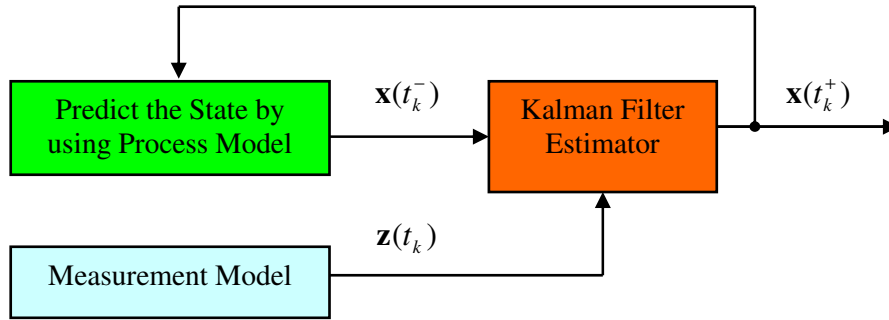 Predict the State by
using Process Model
x(t_k^-)
Kalman Filter
Estimator
x(t_k^+)
z(t_k)
Measurement Model